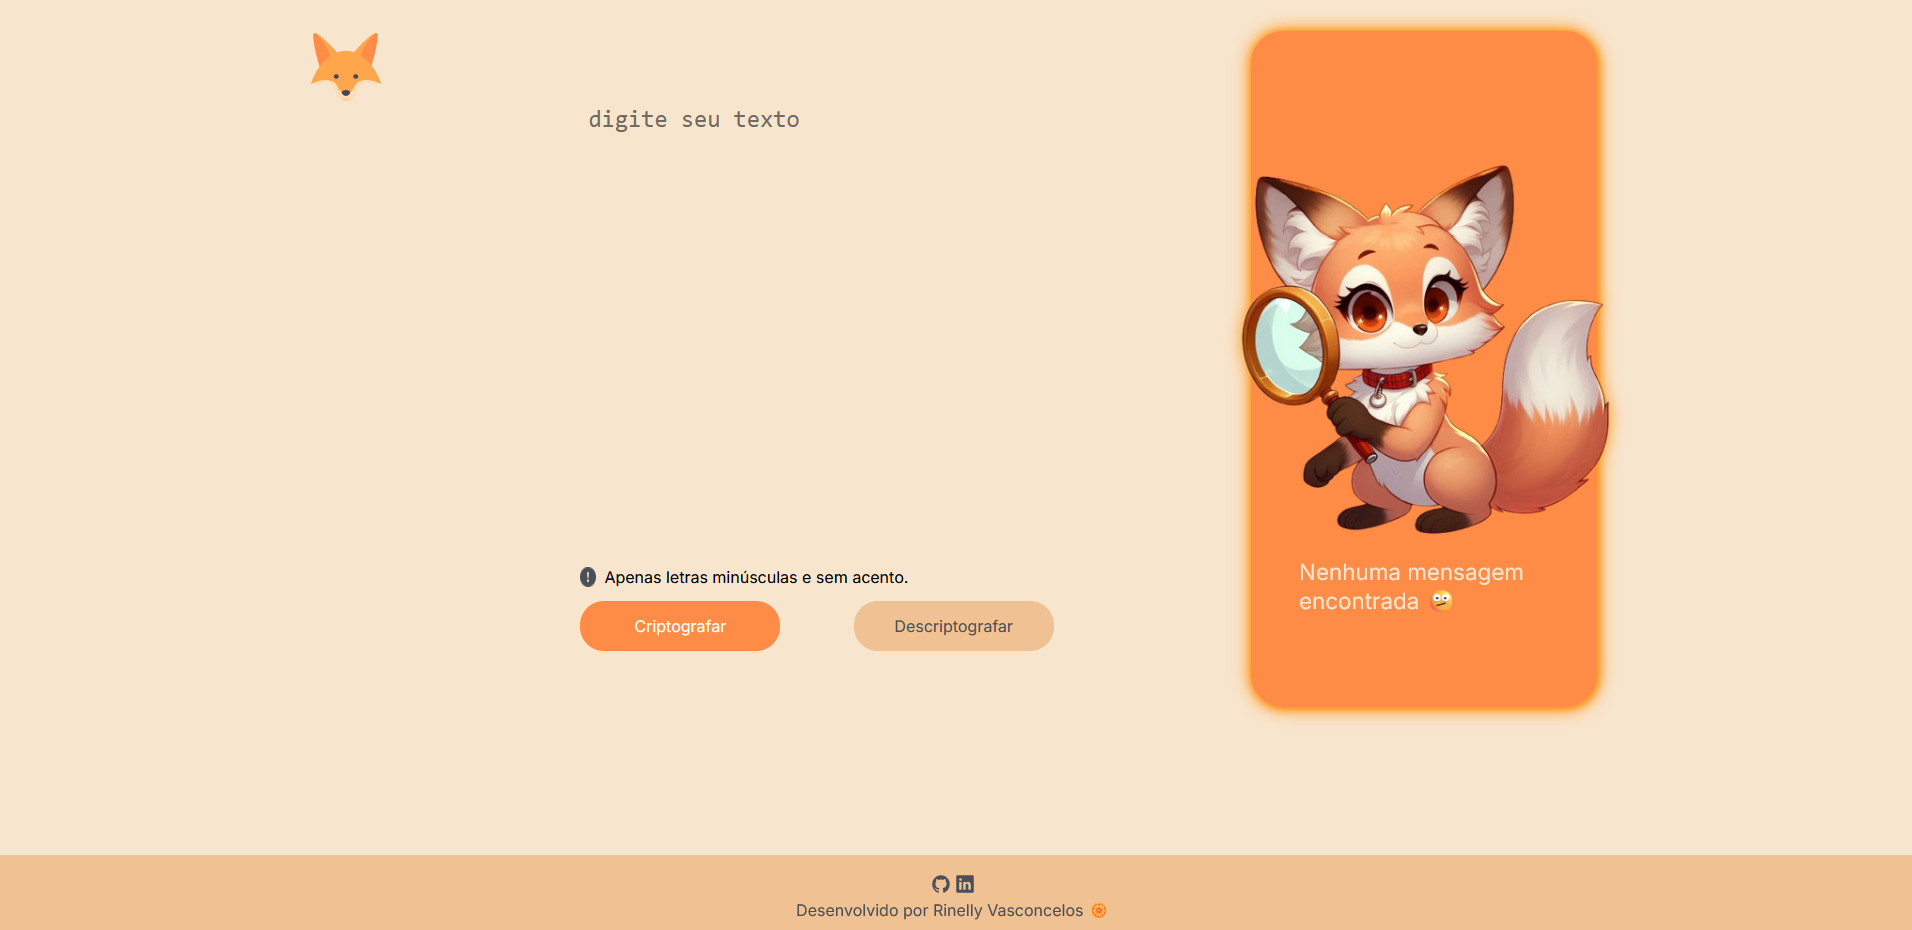 digite seu texto
Apenas letras minúsculas e sem acento.
Criptografar
Descriptografar
Nenhuma mensagem
encontrada 🫤
Desenvolvido por Rinelly Vasconcelos 🏵️